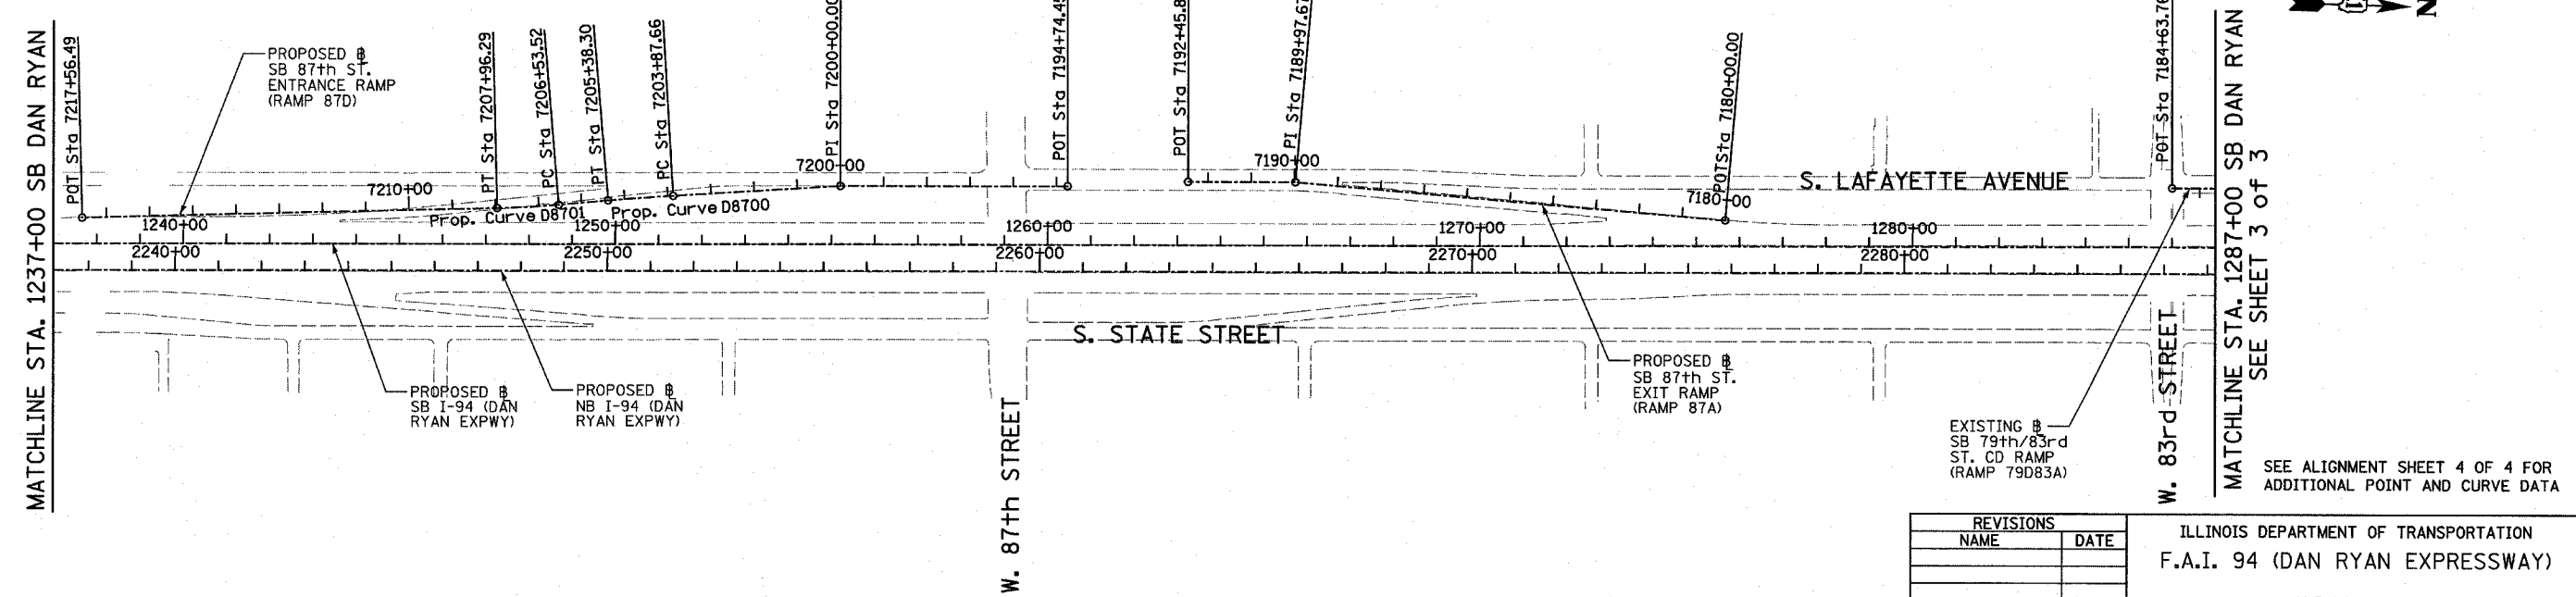 MATCHLINE STA. 1237+00 SB DAN RYAN
POT Sta 7217+56.49
PROPOSED ℄
SB 87th ST.
ENTRANCE RAMP
(RAMP 87D)
PT Sta 7207+96.29
PC Sta 7206+53.52
PT Sta 7205+38.30
PC Sta 7203+87.66
PI Sta 7200+00.00
POT Sta 7194+74.45
POT Sta 7192+45.8
PI Sta 7189+97.67
POTSta 7180+00.00
POT Sta 7184+63.76
N
7210+00
7200+00
7190+00
7180+00
S. LAFAYETTE AVENUE
Prop. Curve D8701
Prop. Curve D8700
1240+00
1250+00
1260+00
1270+00
1280+00
2240+00
2250+00
2260+00
2270+00
2280+00
S. STATE STREET
PROPOSED ℄
SB I-94 (DAN
RYAN EXPWY)
PROPOSED ℄
NB I-94 (DAN
RYAN EXPWY)
W. 87th STREET
PROPOSED ℄
SB 87th ST.
EXIT RAMP
(RAMP 87A)
EXISTING ℄
SB 79th/83rd
ST. CD RAMP
(RAMP 79D83A)
W. 83rd STREET
MATCHLINE STA. 1287+00 SB DAN RYAN
SEE SHEET 3 of 3
SEE ALIGNMENT SHEET 4 OF 4 FOR
ADDITIONAL POINT AND CURVE DATA
REVISIONS
NAME DATE
ILLINOIS DEPARTMENT OF TRANSPORTATION
F.A.I. 94 (DAN RYAN EXPRESSWAY)